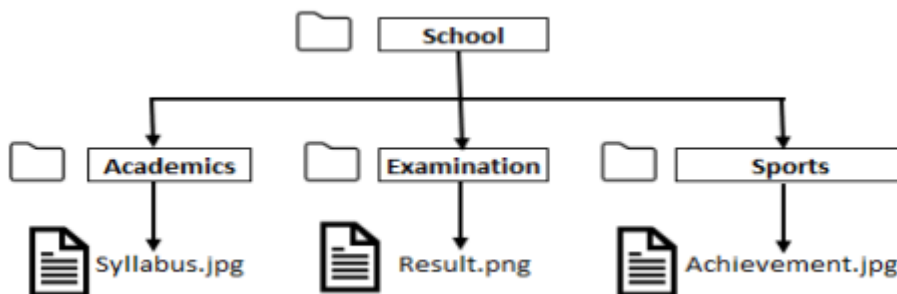 School
Academics Examination Sports
Syllabus.jpg Result.png Achievement.jpg